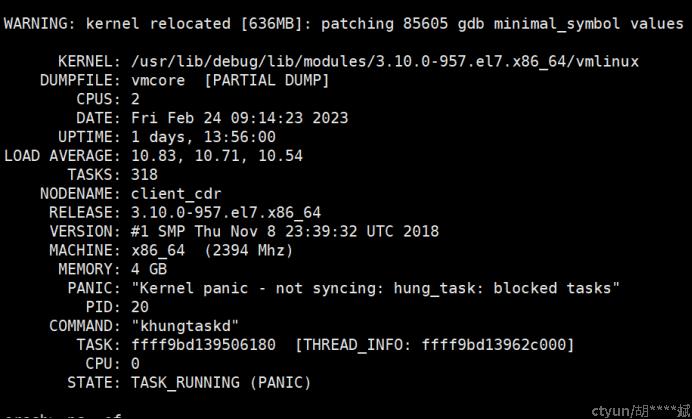 WARNING: kernel relocated [636MB]: patching 85605 gdb minimal_symbol values
KERNEL: /usr/lib/debug/lib/modules/3.10.0-957.el7.x86_64/vmlinux
DUMPFILE: vmcore [PARTIAL DUMP]
CPUS: 2
DATE: Fri Feb 24 09:14:23 2023
UPTIME: 1 days, 13:56:00
LOAD AVERAGE: 10.83, 10.71, 10.54
TASKS: 318
NODENAME: client_cdr
RELEASE: 3.10.0-957.el7.x86_64
VERSION: #1 SMP Thu Nov 8 23:39:32 UTC 2018
MACHINE: x86_64 (2394 Mhz)
MEMORY: 4 GB
PANIC: "Kernel panic - not syncing: hung_task: blocked tasks"
PID: 20
COMMAND: "khungtaskd"
TASK: ffff9bd139506180 [THREAD_INFO: ffff9bd13962c000]
CPU: 0
STATE: TASK_RUNNING (PANIC)
ctyun/胡****斌